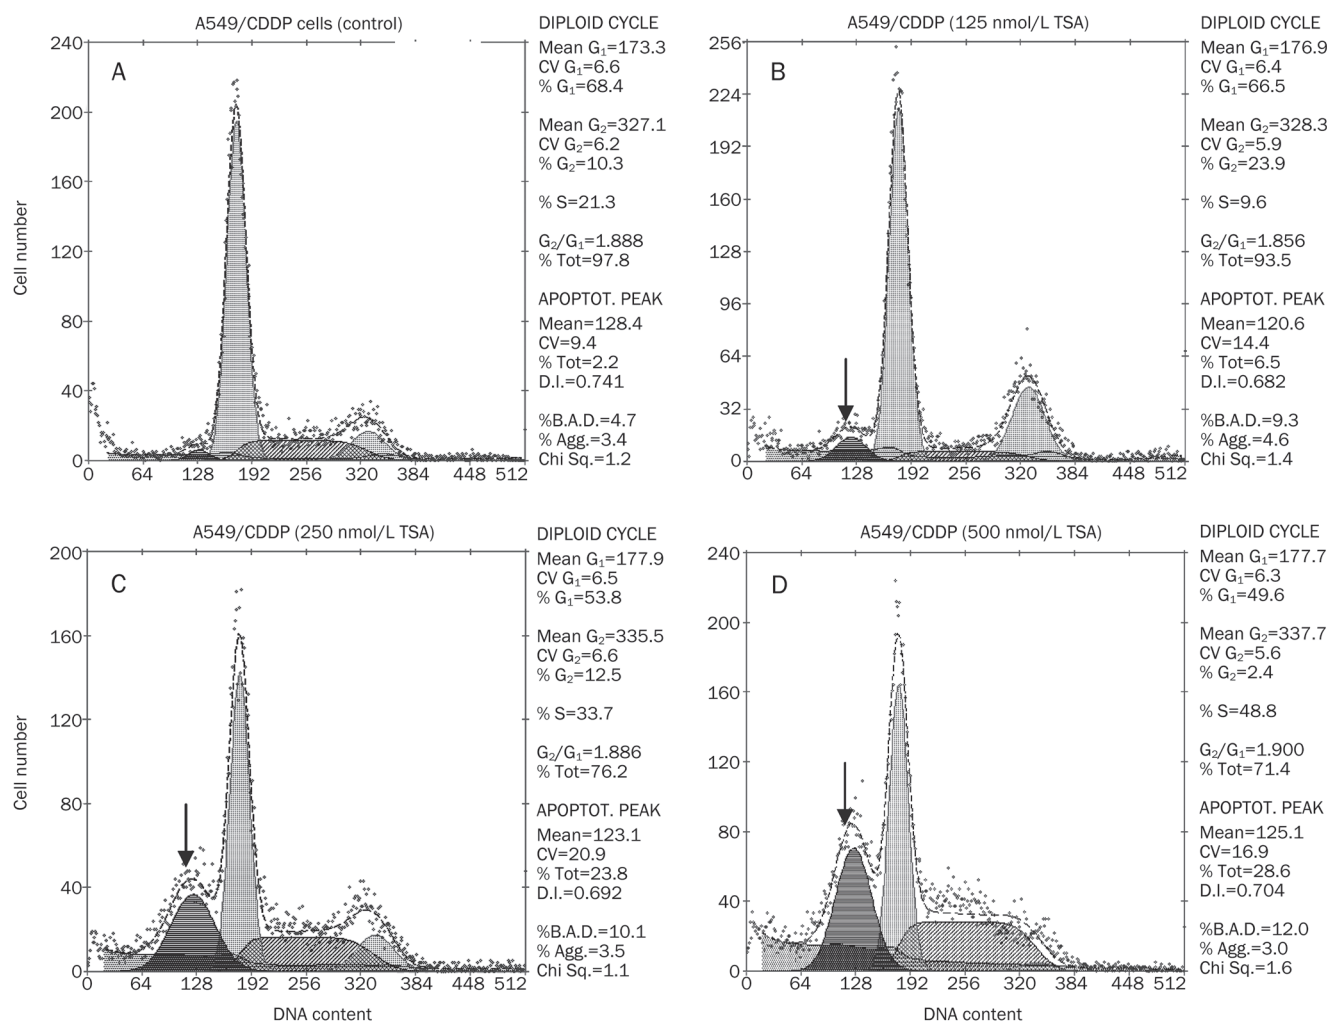 A549/CDDP cells (control)
A
240
200
160
120
80
40
0
Cell number
0 64 128 192 256 320 384 448 512
DIPLOID CYCLE
Mean G₁=173.3
CV G₁=6.6
% G₁=68.4
Mean G₂=327.1
CV G₂=6.2
% G₂=10.3
% S=21.3
G₂/G₁=1.888
% Tot=97.8
APOPTOT. PEAK
Mean=128.4
CV=9.4
% Tot=2.2
D.I.=0.741
%B.A.D.=4.7
% Agg.=3.4
Chi Sq.=1.2
A549/CDDP (125 nmol/L TSA)
B
256
224
192
160
128
96
64
32
0
0 64 128 192 256 320 384 448 512
DIPLOID CYCLE
Mean G₁=176.9
CV G₁=6.4
% G₁=66.5
Mean G₂=328.3
CV G₂=5.9
% G₂=23.9
% S=9.6
G₂/G₁=1.856
% Tot=93.5
APOPTOT. PEAK
Mean=120.6
CV=14.4
% Tot=6.5
D.I.=0.682
%B.A.D.=9.3
% Agg.=4.6
Chi Sq.=1.4
A549/CDDP (250 nmol/L TSA)
C
200
160
120
80
40
0
Cell number
0 64 128 192 256 320 384 448 512
DNA content
DIPLOID CYCLE
Mean G₁=177.9
CV G₁=6.5
% G₁=53.8
Mean G₂=335.5
CV G₂=6.6
% G₂=12.5
% S=33.7
G₂/G₁=1.886
% Tot=76.2
APOPTOT. PEAK
Mean=123.1
CV=20.9
% Tot=23.8
D.I.=0.692
%B.A.D.=10.1
% Agg.=3.5
Chi Sq.=1.1
A549/CDDP (500 nmol/L TSA)
D
240
200
160
120
80
40
0
0 64 128 192 256 320 384 448 512
DNA content
DIPLOID CYCLE
Mean G₁=177.7
CV G₁=6.3
% G₁=49.6
Mean G₂=337.7
CV G₂=5.6
% G₂=2.4
% S=48.8
G₂/G₁=1.900
% Tot=71.4
APOPTOT. PEAK
Mean=125.1
CV=16.9
% Tot=28.6
D.I.=0.704
%B.A.D.=12.0
% Agg.=3.0
Chi Sq.=1.6